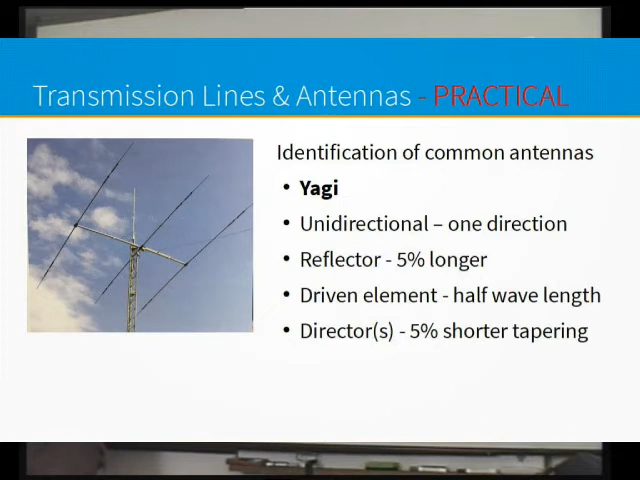 Transmission Lines & Antennas - PRACTICAL
Identification of common antennas
• Yagi
• Unidirectional – one direction
• Reflector - 5% longer
• Driven element - half wave length
• Director(s) - 5% shorter tapering